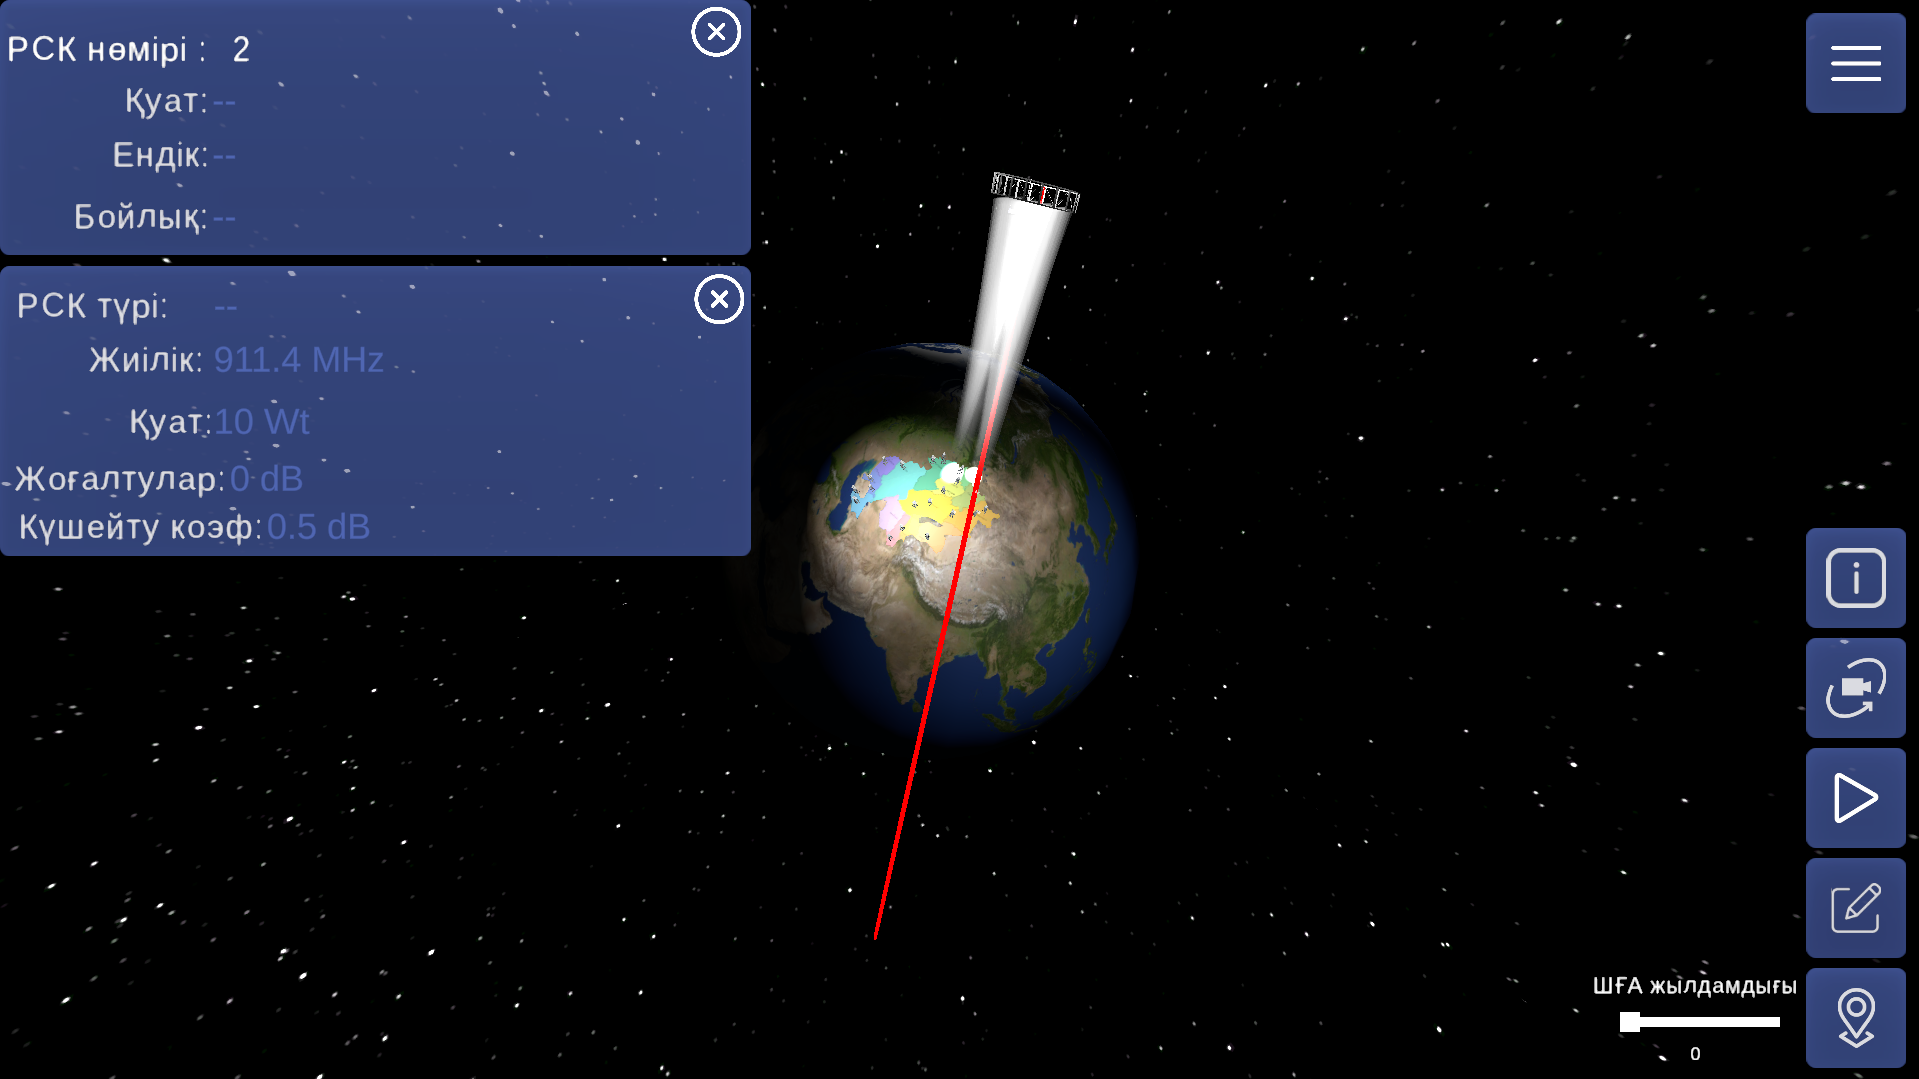 РСК нөмірі : 2
Қуат: --
Ендік: --
Бойлық: --
РСК түрі: --
Жиілік: 911.4 MHz
Қуат: 10 Wt
Жоғалтулар: 0 dB
Күшейту коэф: 0.5 dB
ШҒА жылдамдығы
0